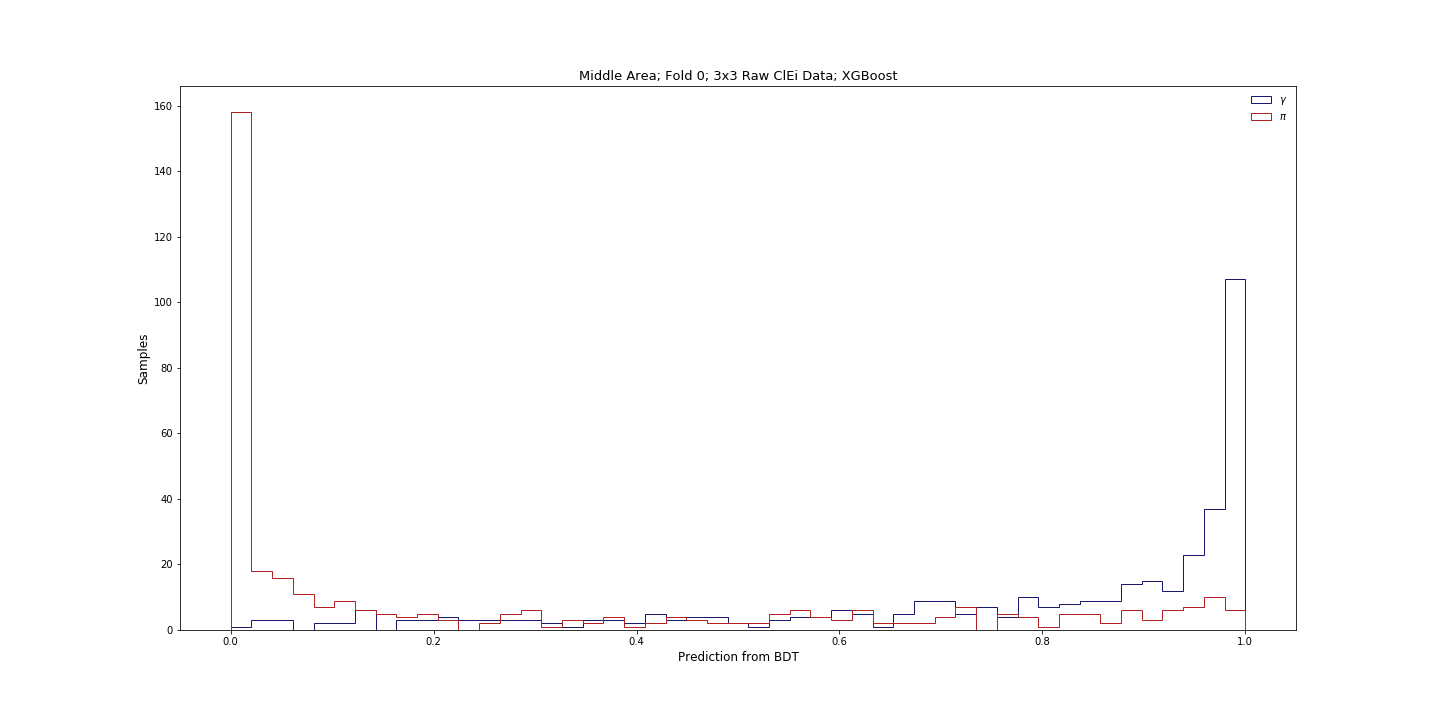 Middle Area; Fold 0; 3x3 Raw ClEi Data; XGBoost
γ
π
160
140
120
100
80
60
40
20
0
Samples
0.0 0.2 0.4 0.6 0.8 1.0
Prediction from BDT